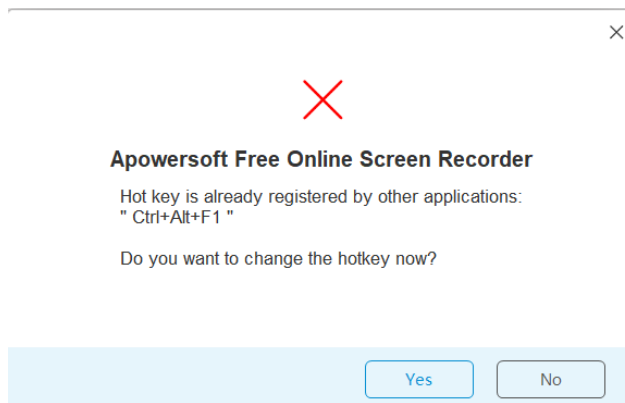 Apowersoft Free Online Screen Recorder
Hot key is already registered by other applications:
" Ctrl+Alt+F1 "
Do you want to change the hotkey now?
Yes
No